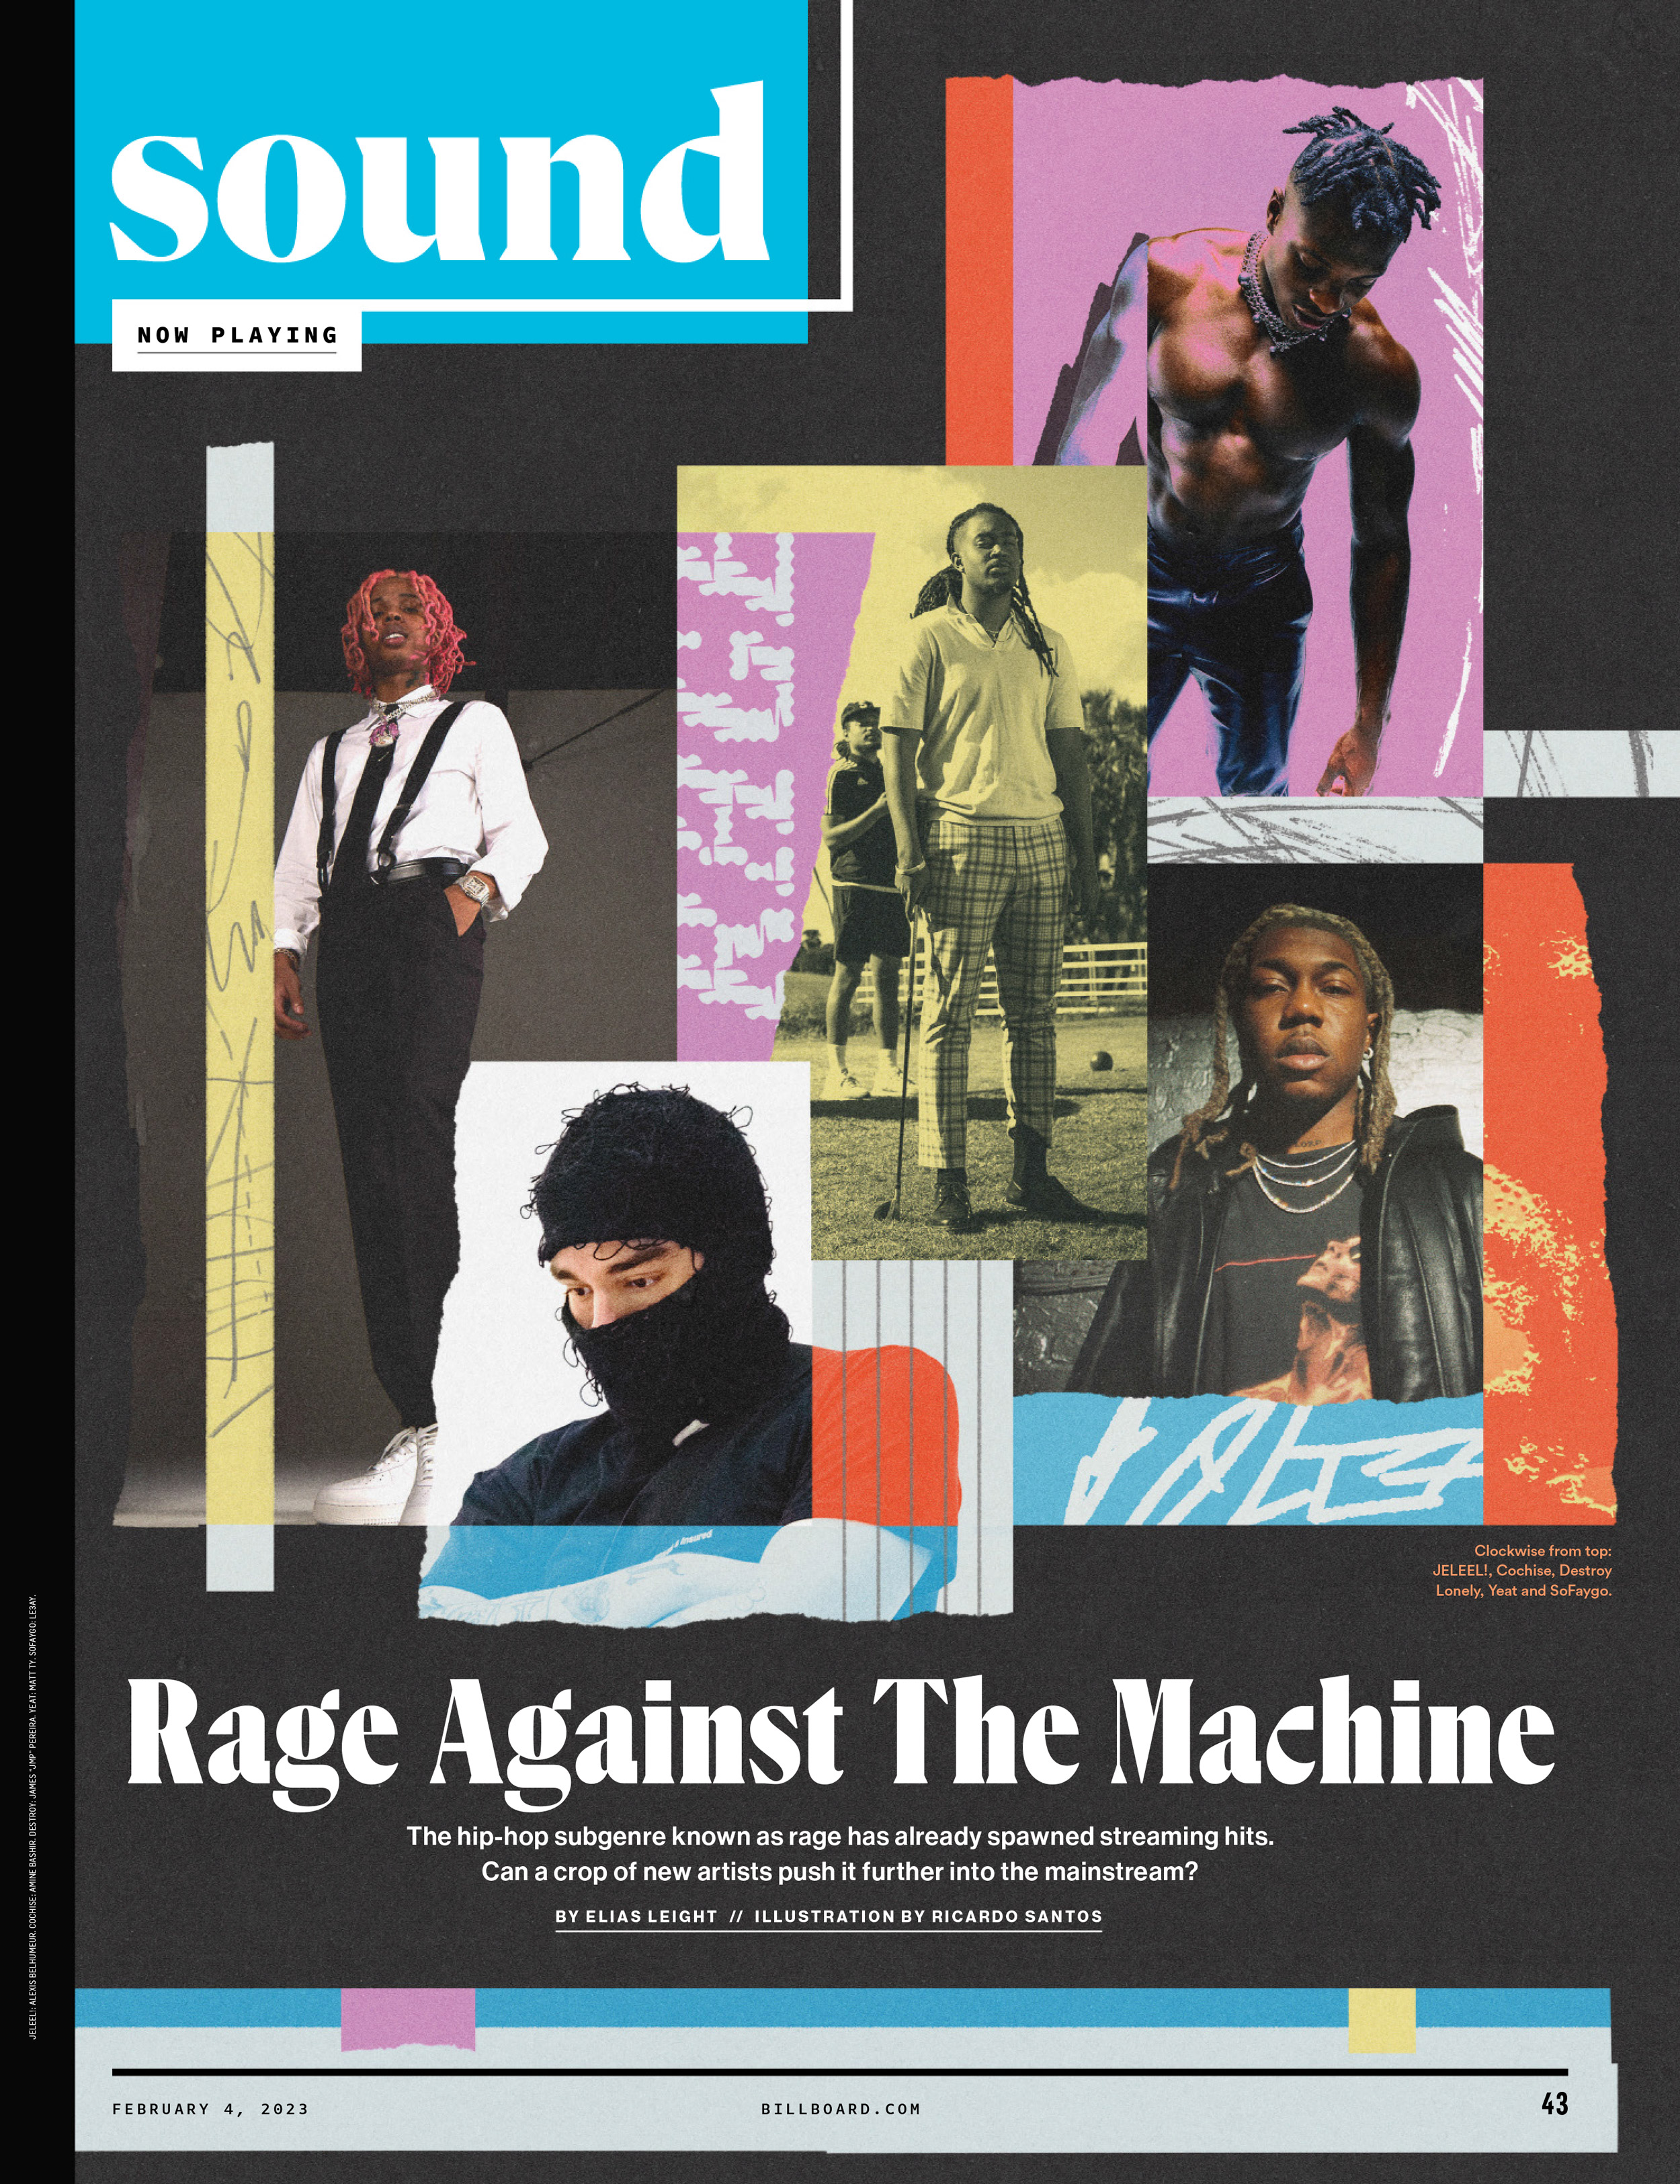 sound
NOW PLAYING
Clockwise from top:
JELEEL!, Cochise, Destroy
Lonely, Yeat and SoFaygo.
Rage Against The Machine
The hip-hop subgenre known as rage has already spawned streaming hits.
Can a crop of new artists push it further into the mainstream?
BY ELIAS LEIGHT // ILLUSTRATION BY RICARDO SANTOS
JELEEL!: ALEXIS BELHUMEUR. COCHISE: AMINE BASHIR. DESTROY: JAMES "JMP" PEREIRA. YEAT: MATT TY. SOFAYGO: LE3AY.
FEBRUARY 4, 2023
BILLBOARD.COM
43